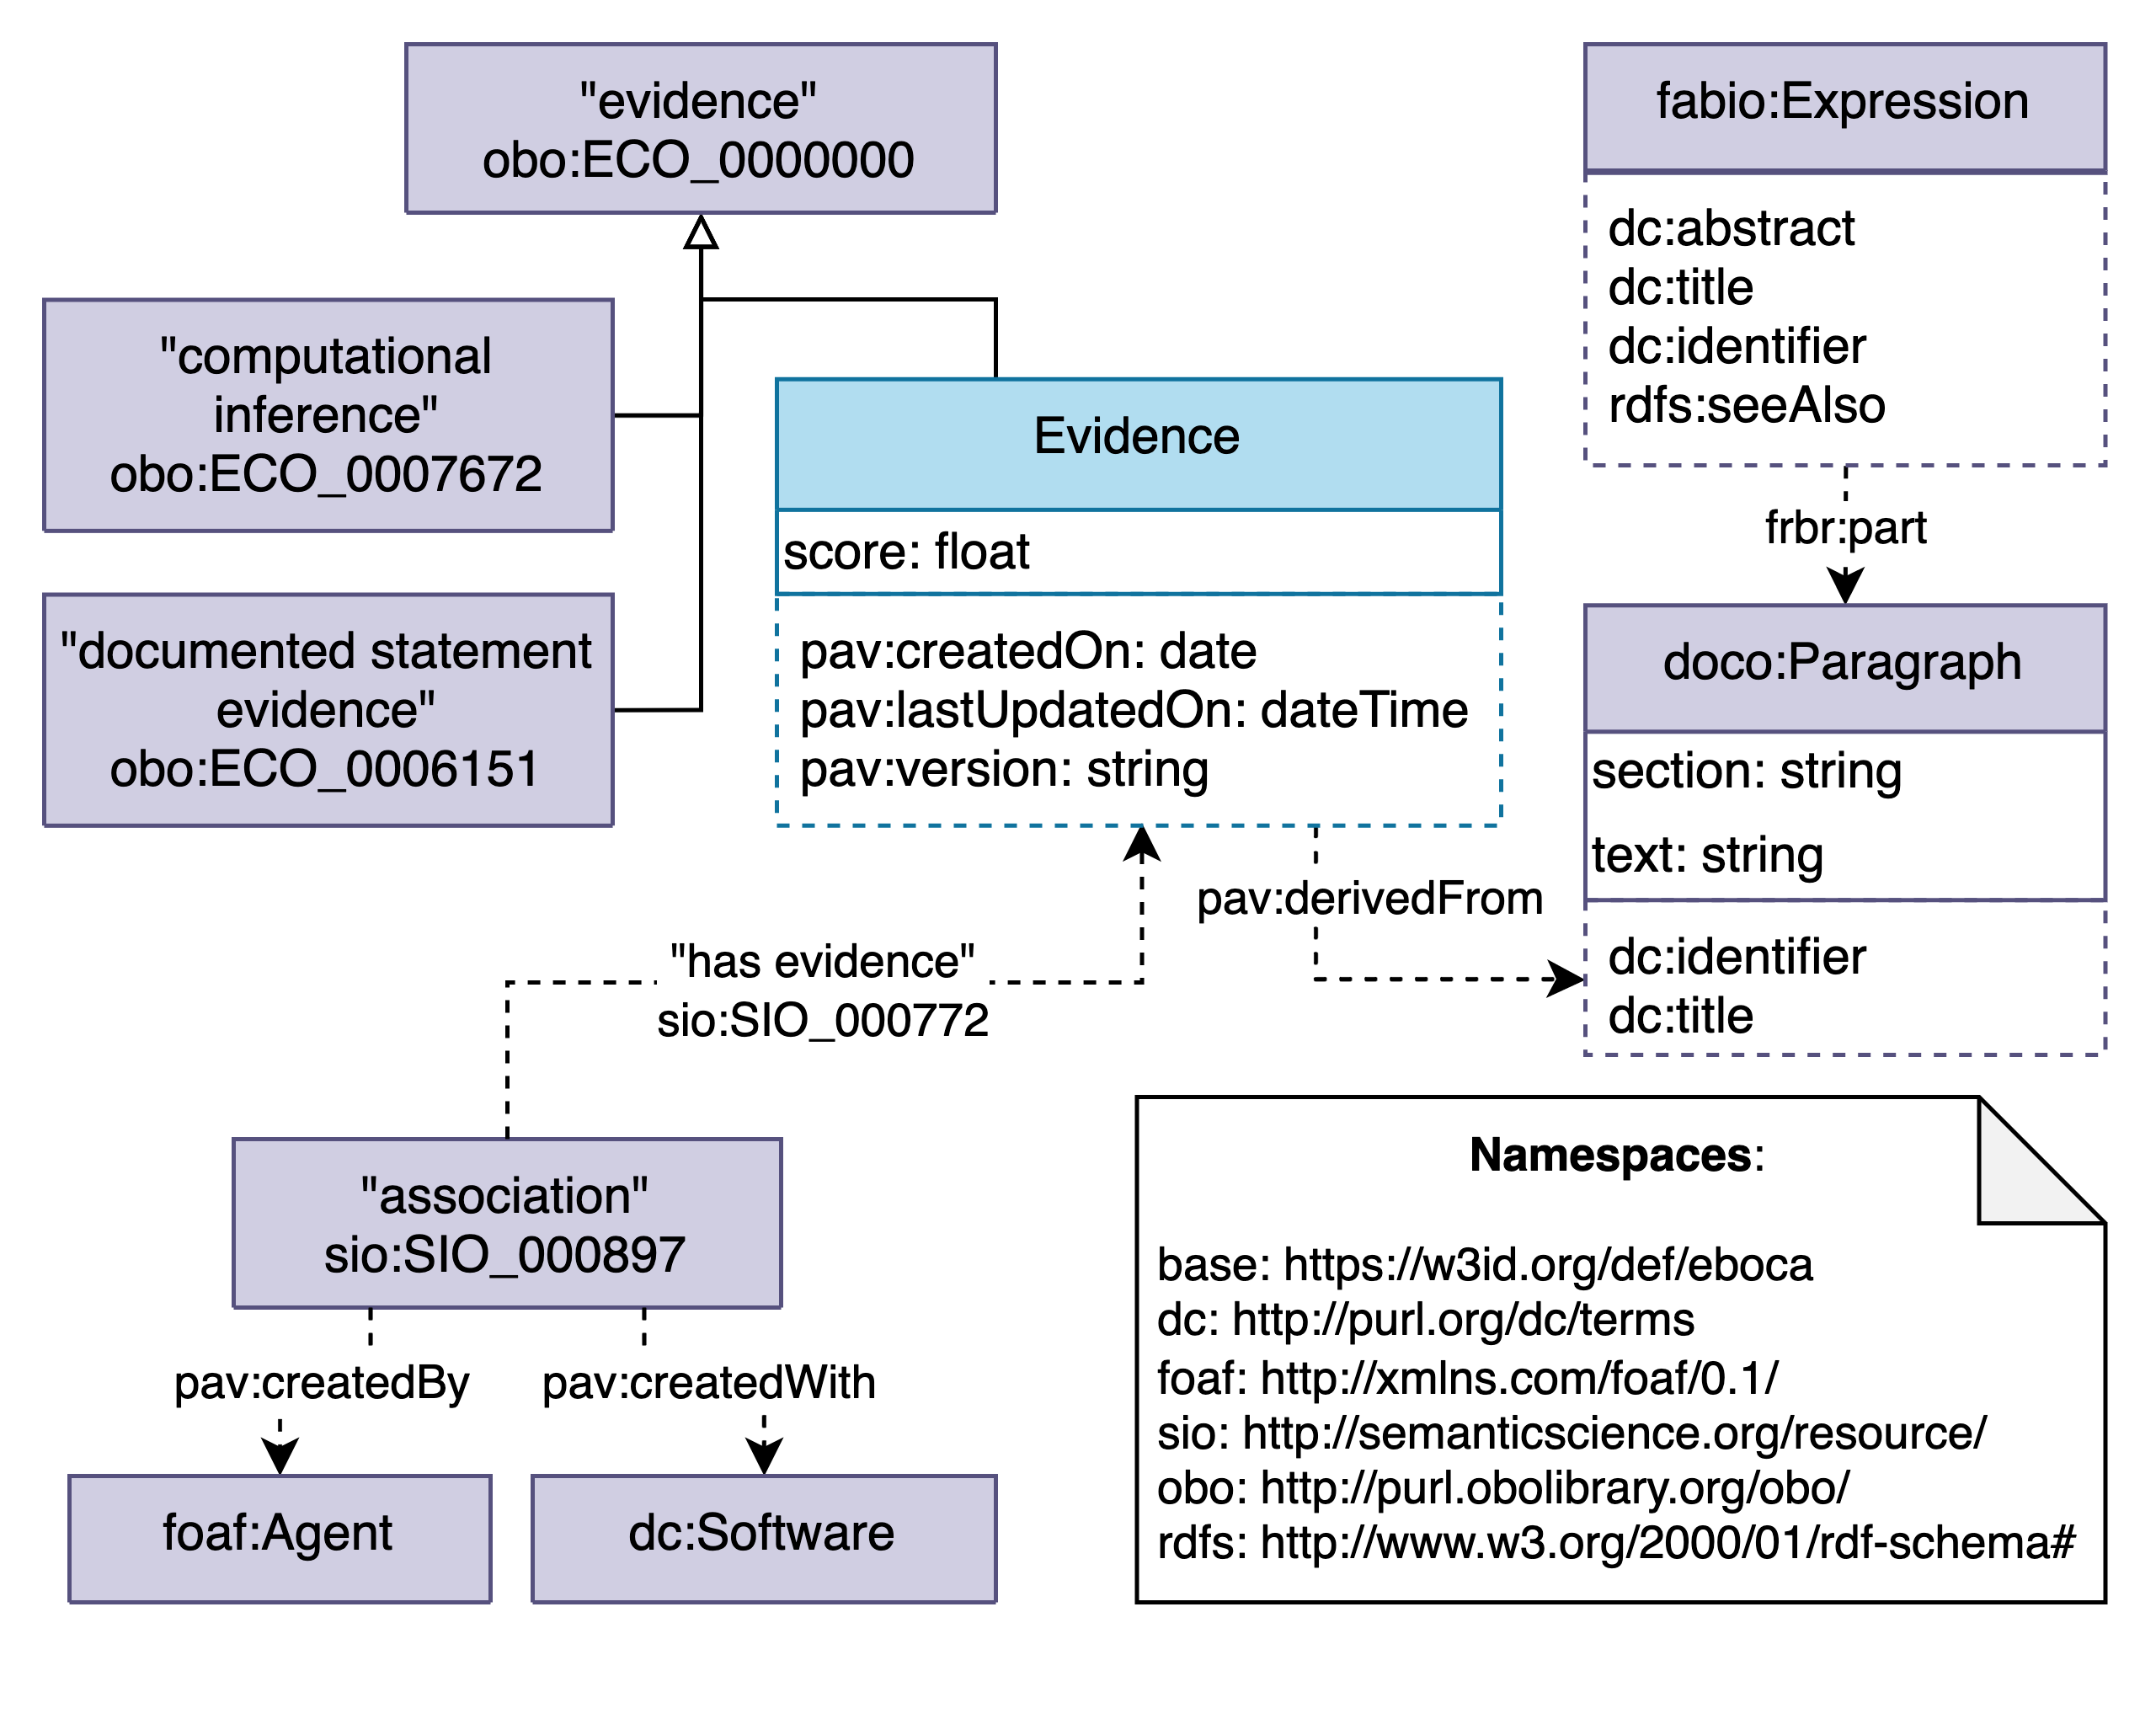 "evidence"
obo:ECO_0000000
"computational
inference"
obo:ECO_0007672
"documented statement
evidence"
obo:ECO_0006151
Evidence
score: float
pav:createdOn: date
pav:lastUpdatedOn: dateTime
pav:version: string
fabio:Expression
dc:abstract
dc:title
dc:identifier
rdfs:seeAlso
frbr:part
doco:Paragraph
section: string
text: string
dc:identifier
dc:title
pav:derivedFrom
"has evidence"
sio:SIO_000772
"association"
sio:SIO_000897
pav:createdBy
pav:createdWith
foaf:Agent
dc:Software
Namespaces:
base: https://w3id.org/def/eboca
dc: http://purl.org/dc/terms
foaf: http://xmlns.com/foaf/0.1/
sio: http://semanticscience.org/resource/
obo: http://purl.obolibrary.org/obo/
rdfs: http://www.w3.org/2000/01/rdf-schema#